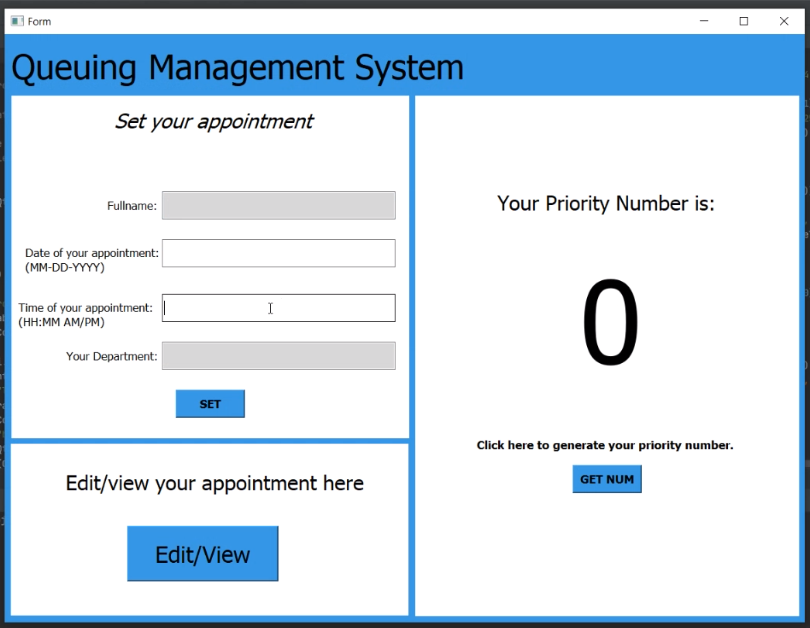 Form
Queuing Management System
Set your appointment
Fullname:
Date of your appointment:
(MM-DD-YYYY)
Time of your appointment:
(HH:MM AM/PM)
Your Department:
SET
Edit/view your appointment here
Edit/View
Your Priority Number is:
0
Click here to generate your priority number.
GET NUM